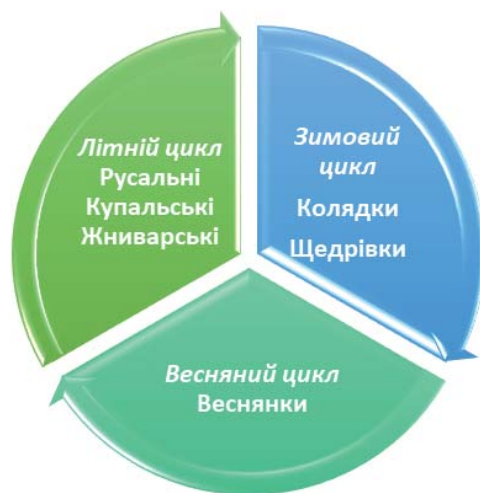 Літній цикл
Русальні
Купальські
Жниварські
Зимовий
цикл
Колядки
Щедрівки
Весняний цикл
Веснянки